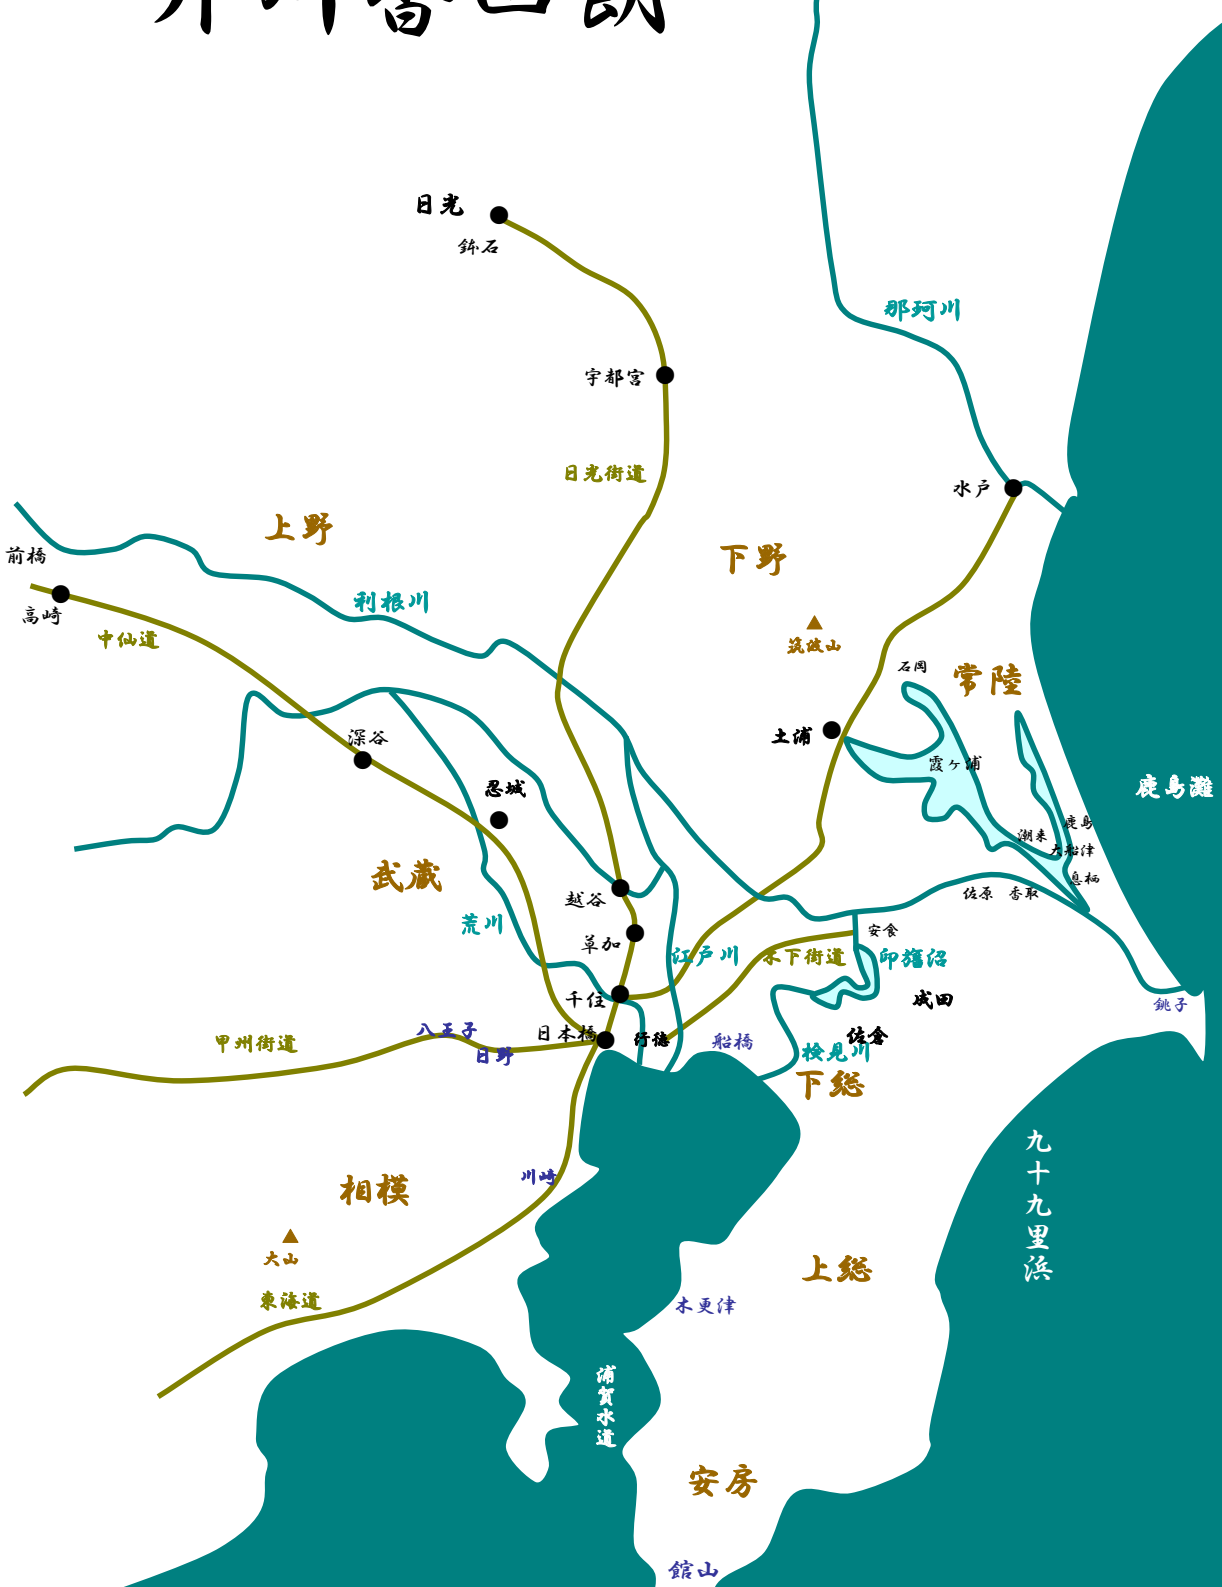 日光
鉢石
那珂川
宇都宮
日光街道
水戸
上野
下野
前橋
高崎
利根川
中仙道
筑波山
石岡
常陸
土浦
深谷
霞ヶ浦
忍城
鹿島灘
鹿島
潮来
大船津
武蔵
息栖
越谷
佐原 香取
荒川
草加
安食
江戸川
木下街道
印旛沼
千住
成田
銚子
八王子
日本橋
行徳
佐倉
甲州街道
日野
船橋
検見川
下総
九十九里浜
川崎
相模
大山
上総
東海道
木更津
浦賀水道
安房
館山